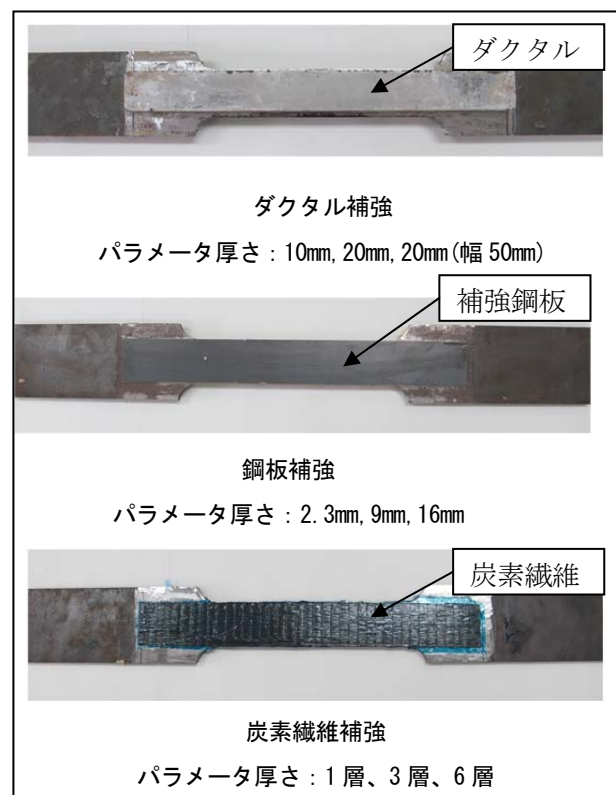 ダクタル
ダクタル補強
パラメータ厚さ：10mm,20mm,20mm(幅 50mm)
補強鋼板
鋼板補強
パラメータ厚さ：2.3mm,9mm,16mm
炭素繊維
炭素繊維補強
パラメータ厚さ：1 層、3 層、6 層